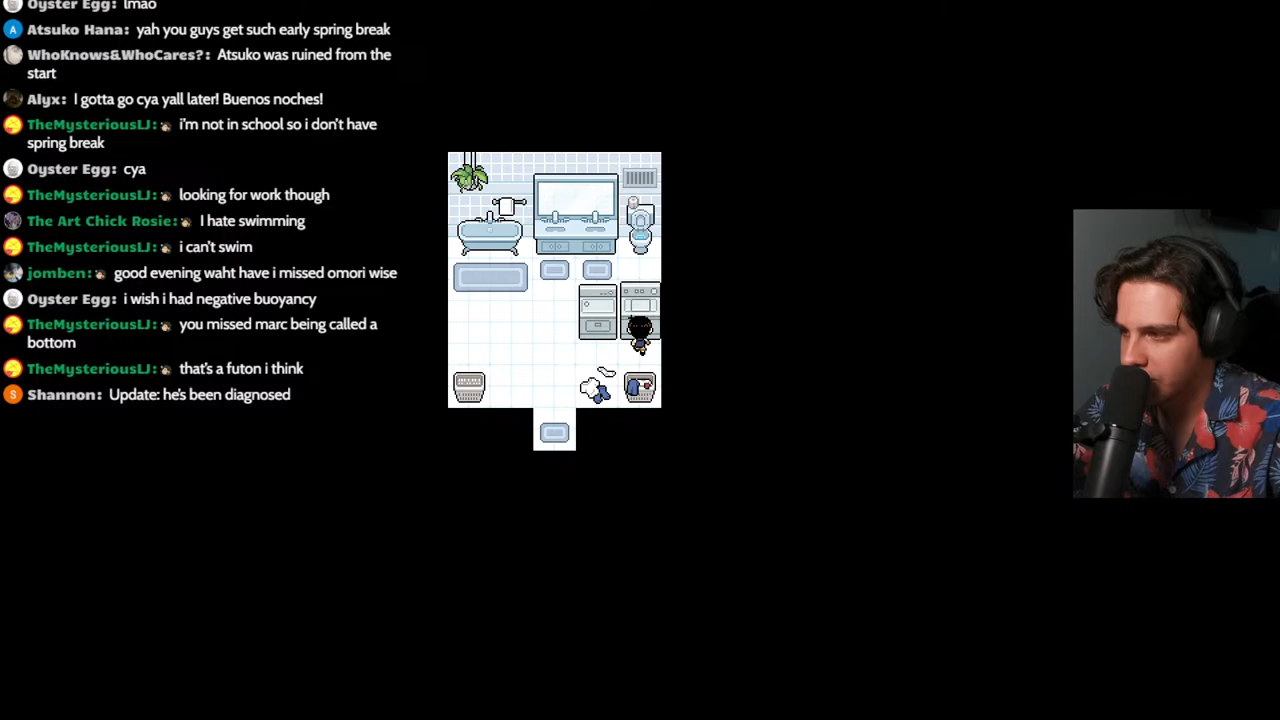 Oyster Egg: lmao
Atsuko Hana: yah you guys get such early spring break
WhoKnows&WhoCares?: Atsuko was ruined from the
start
Alyx: I gotta go cya yall later! Buenos noches!
TheMysteriousLJ: i'm not in school so i don't have
spring break
Oyster Egg: cya
TheMysteriousLJ: looking for work though
The Art Chick Rosie: I hate swimming
TheMysteriousLJ: i can't swim
jomben: good evening waht have i missed omori wise
Oyster Egg: i wish i had negative buoyancy
TheMysteriousLJ: you missed marc being called a
bottom
TheMysteriousLJ: that's a futon i think
Shannon: Update: he's been diagnosed